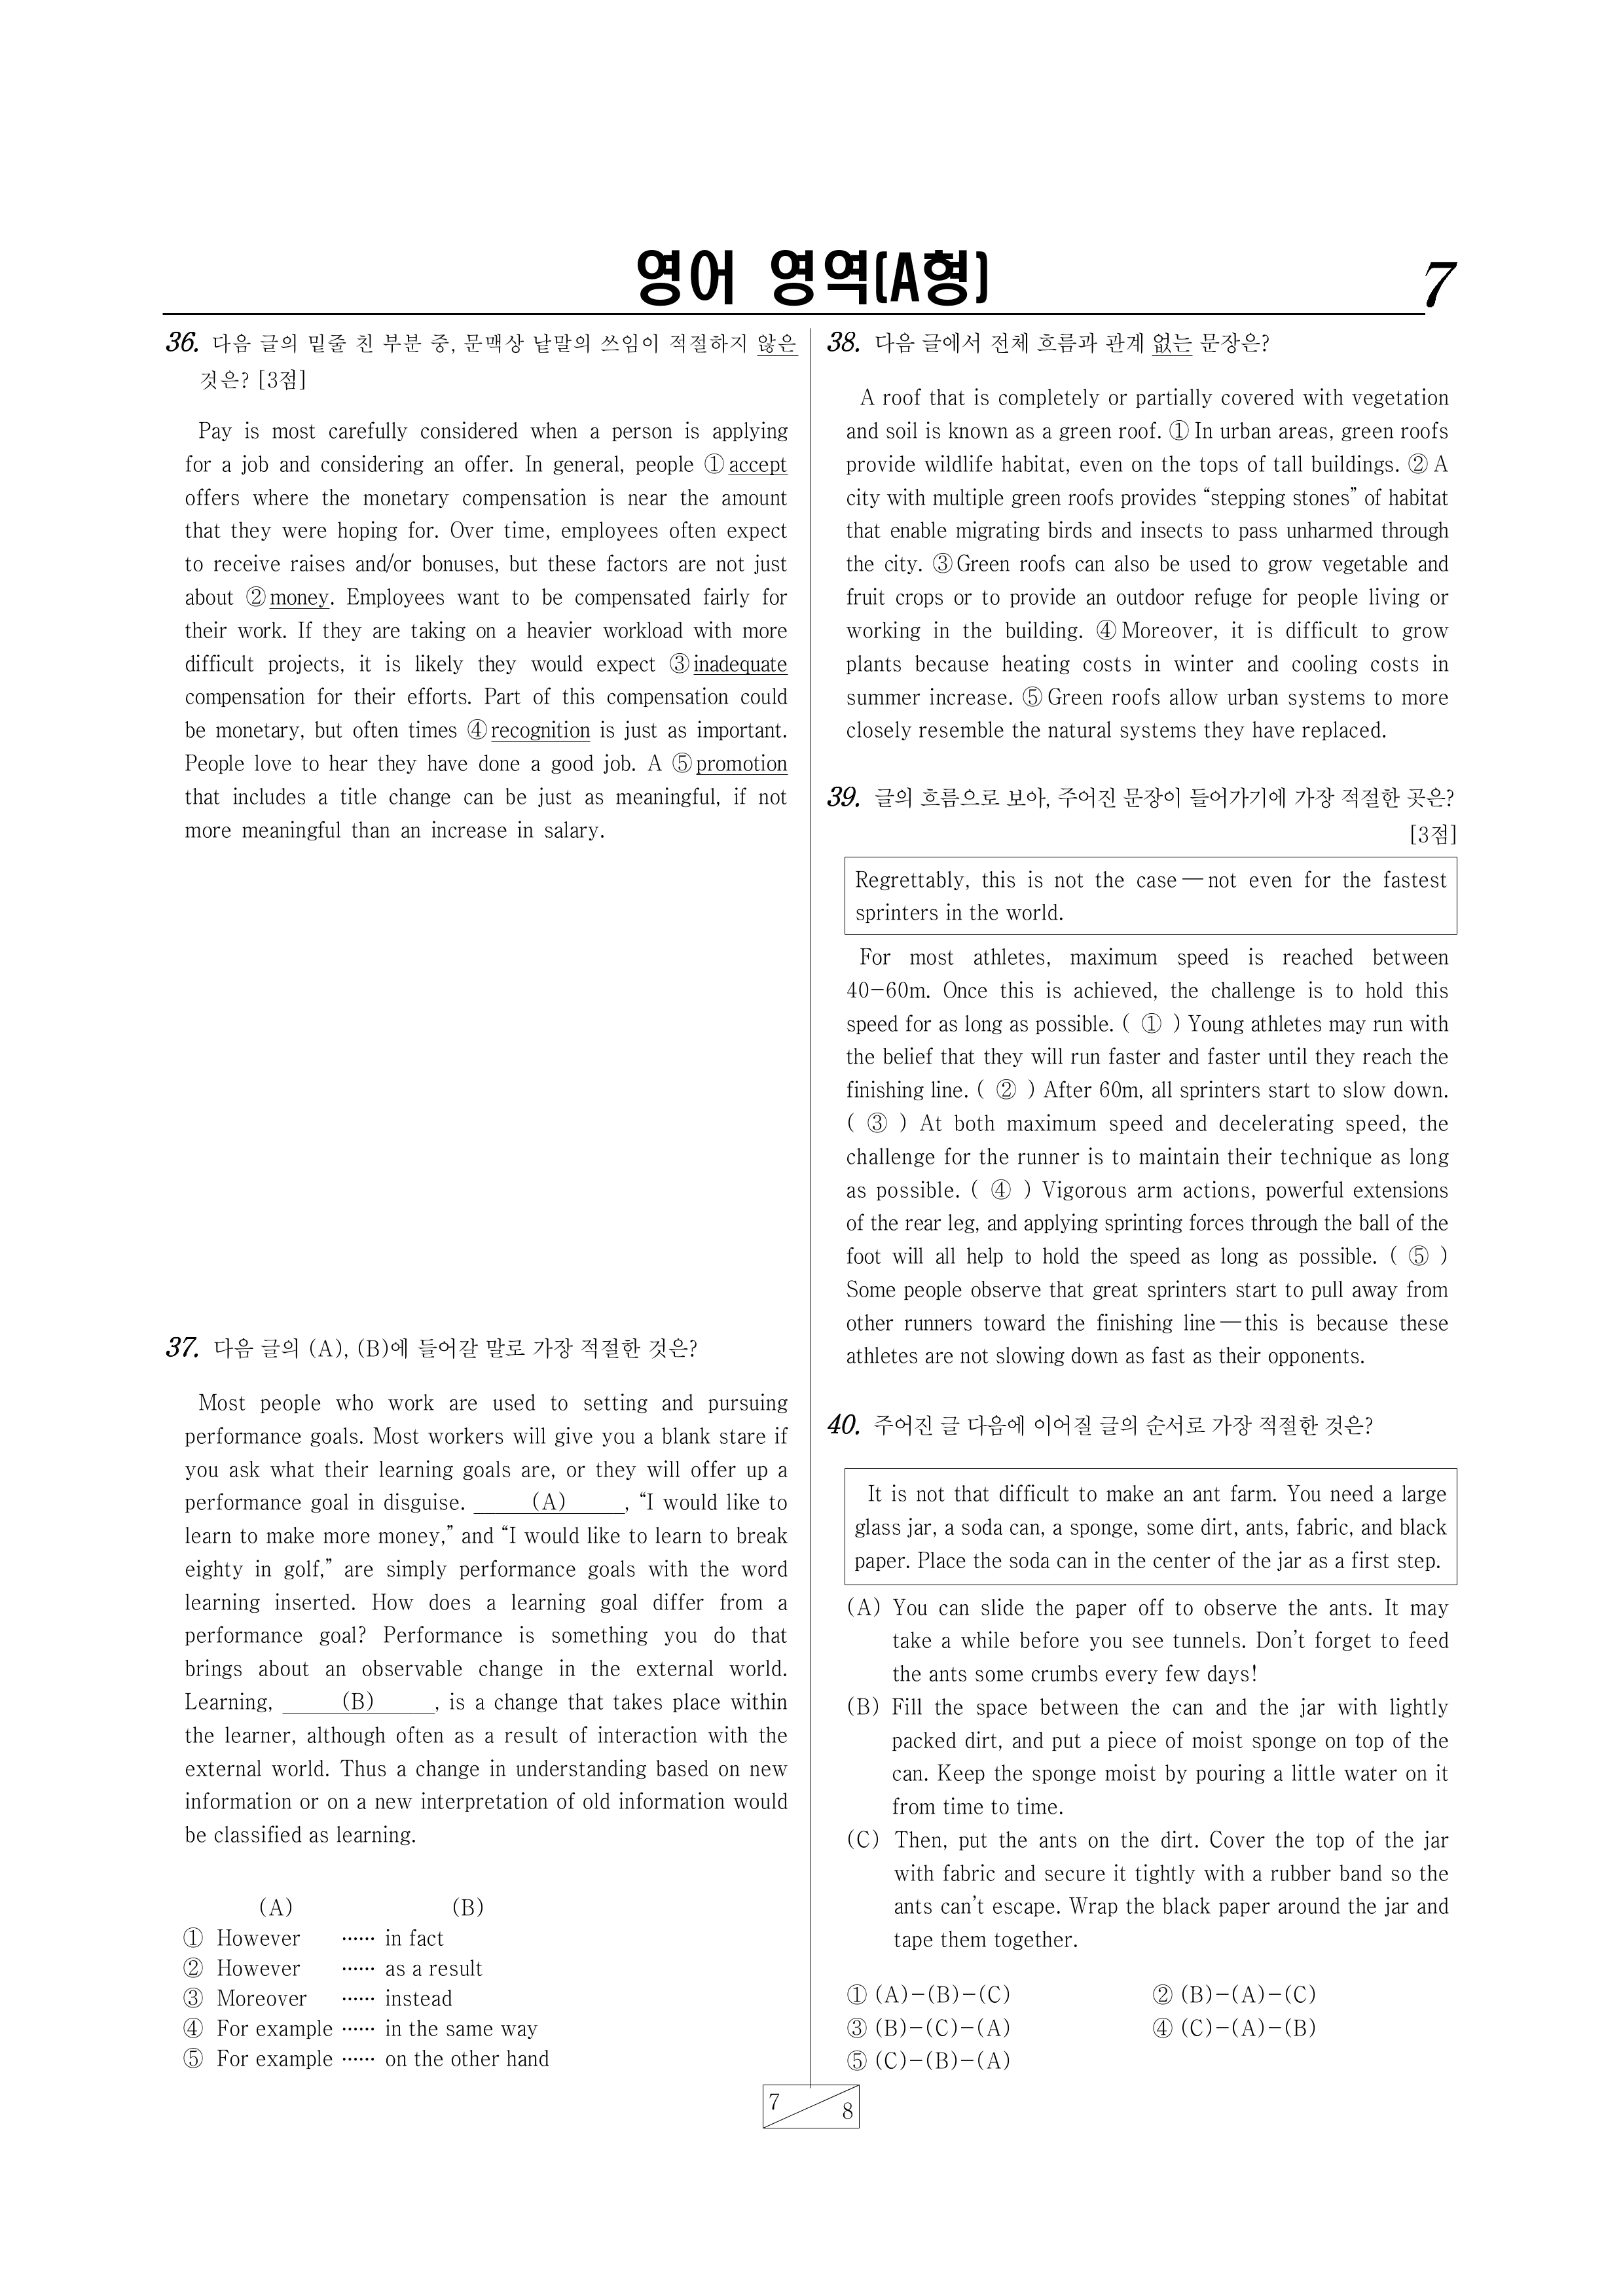 영어 영역(A형)
7
36. 다음 글의 밑줄 친 부분 중, 문맥상 낱말의 쓰임이 적절하지 않은
것은? [3점]
Pay is most carefully considered when a person is applying
for a job and considering an offer. In general, people ① accept
offers where the monetary compensation is near the amount
that they were hoping for. Over time, employees often expect
to receive raises and/or bonuses, but these factors are not just
about ② money. Employees want to be compensated fairly for
their work. If they are taking on a heavier workload with more
difficult projects, it is likely they would expect ③ inadequate
compensation for their efforts. Part of this compensation could
be monetary, but often times ④ recognition is just as important.
People love to hear they have done a good job. A ⑤ promotion
that includes a title change can be just as meaningful, if not
more meaningful than an increase in salary.
37. 다음 글의 (A), (B)에 들어갈 말로 가장 적절한 것은?
Most people who work are used to setting and pursuing
performance goals. Most workers will give you a blank stare if
you ask what their learning goals are, or they will offer up a
performance goal in disguise. (A) , “I would like to
learn to make more money,” and “I would like to learn to break
eighty in golf,” are simply performance goals with the word
learning inserted. How does a learning goal differ from a
performance goal? Performance is something you do that
brings about an observable change in the external world.
Learning, (B) , is a change that takes place within
the learner, although often as a result of interaction with the
external world. Thus a change in understanding based on new
information or on a new interpretation of old information would
be classified as learning.
(A) (B)
① However …… in fact
② However …… as a result
③ Moreover …… instead
④ For example …… in the same way
⑤ For example …… on the other hand
38. 다음 글에서 전체 흐름과 관계 없는 문장은?
A roof that is completely or partially covered with vegetation
and soil is known as a green roof. ① In urban areas, green roofs
provide wildlife habitat, even on the tops of tall buildings. ② A
city with multiple green roofs provides “stepping stones” of habitat
that enable migrating birds and insects to pass unharmed through
the city. ③ Green roofs can also be used to grow vegetable and
fruit crops or to provide an outdoor refuge for people living or
working in the building. ④ Moreover, it is difficult to grow
plants because heating costs in winter and cooling costs in
summer increase. ⑤ Green roofs allow urban systems to more
closely resemble the natural systems they have replaced.
39. 글의 흐름으로 보아, 주어진 문장이 들어가기에 가장 적절한 곳은?
[3점]
Regrettably, this is not the case — not even for the fastest
sprinters in the world.
For most athletes, maximum speed is reached between
40-60m. Once this is achieved, the challenge is to hold this
speed for as long as possible. ( ① ) Young athletes may run with
the belief that they will run faster and faster until they reach the
finishing line. ( ② ) After 60m, all sprinters start to slow down.
( ③ ) At both maximum speed and decelerating speed, the
challenge for the runner is to maintain their technique as long
as possible. ( ④ ) Vigorous arm actions, powerful extensions
of the rear leg, and applying sprinting forces through the ball of the
foot will all help to hold the speed as long as possible. ( ⑤ )
Some people observe that great sprinters start to pull away from
other runners toward the finishing line — this is because these
athletes are not slowing down as fast as their opponents.
40. 주어진 글 다음에 이어질 글의 순서로 가장 적절한 것은?
It is not that difficult to make an ant farm. You need a large
glass jar, a soda can, a sponge, some dirt, ants, fabric, and black
paper. Place the soda can in the center of the jar as a first step.
(A) You can slide the paper off to observe the ants. It may
take a while before you see tunnels. Don’t forget to feed
the ants some crumbs every few days!
(B) Fill the space between the can and the jar with lightly
packed dirt, and put a piece of moist sponge on top of the
can. Keep the sponge moist by pouring a little water on it
from time to time.
(C) Then, put the ants on the dirt. Cover the top of the jar
with fabric and secure it tightly with a rubber band so the
ants can’t escape. Wrap the black paper around the jar and
tape them together.
① (A)-(B)-(C) ② (B)-(A)-(C)
③ (B)-(C)-(A) ④ (C)-(A)-(B)
⑤ (C)-(B)-(A)
7
8